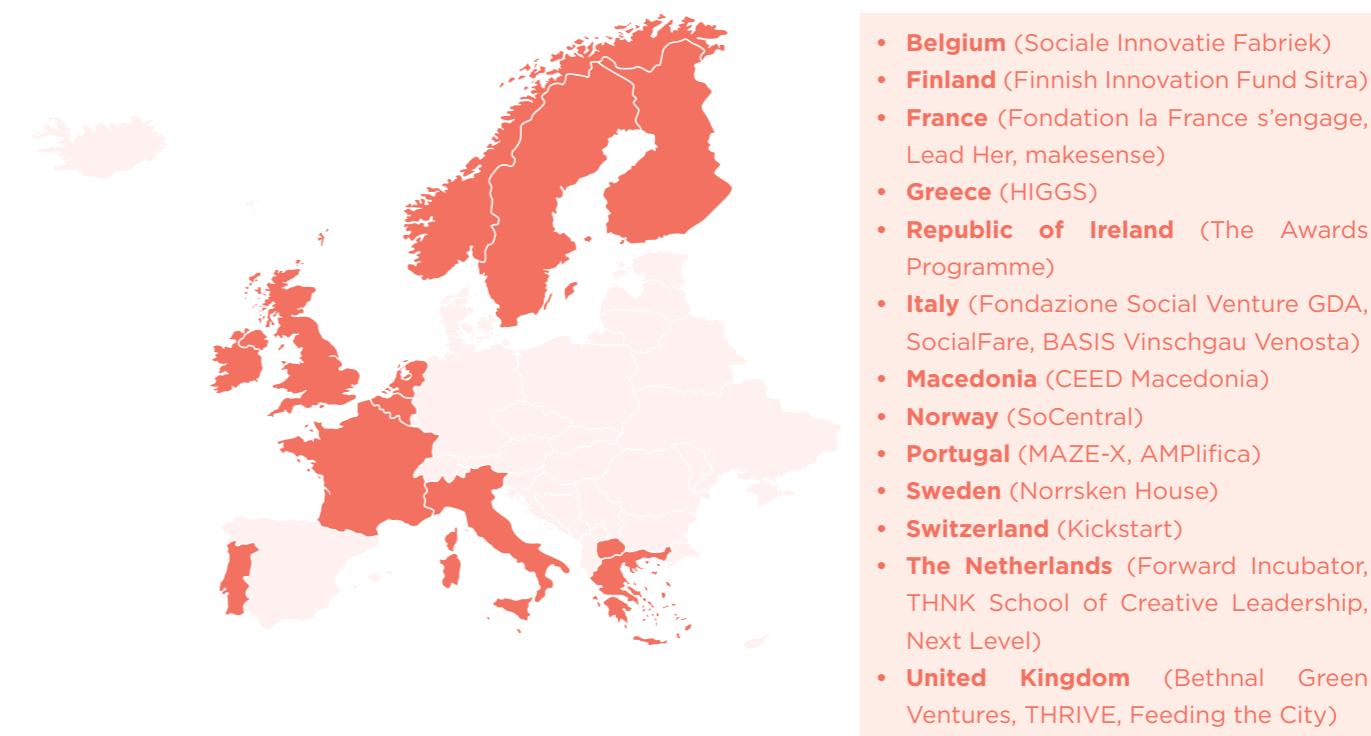 • Belgium (Sociale Innovatie Fabriek)
• Finland (Finnish Innovation Fund Sitra)
• France (Fondation la France s’engage,
Lead Her, makesense)
• Greece (HIGGS)
• Republic of Ireland (The Awards
Programme)
• Italy (Fondazione Social Venture GDA,
SocialFare, BASIS Vinschgau Venosta)
• Macedonia (CEED Macedonia)
• Norway (SoCentral)
• Portugal (MAZE-X, AMPlifica)
• Sweden (Norrsken House)
• Switzerland (Kickstart)
• The Netherlands (Forward Incubator,
THNK School of Creative Leadership,
Next Level)
• United Kingdom (Bethnal Green
Ventures, THRIVE, Feeding the City)